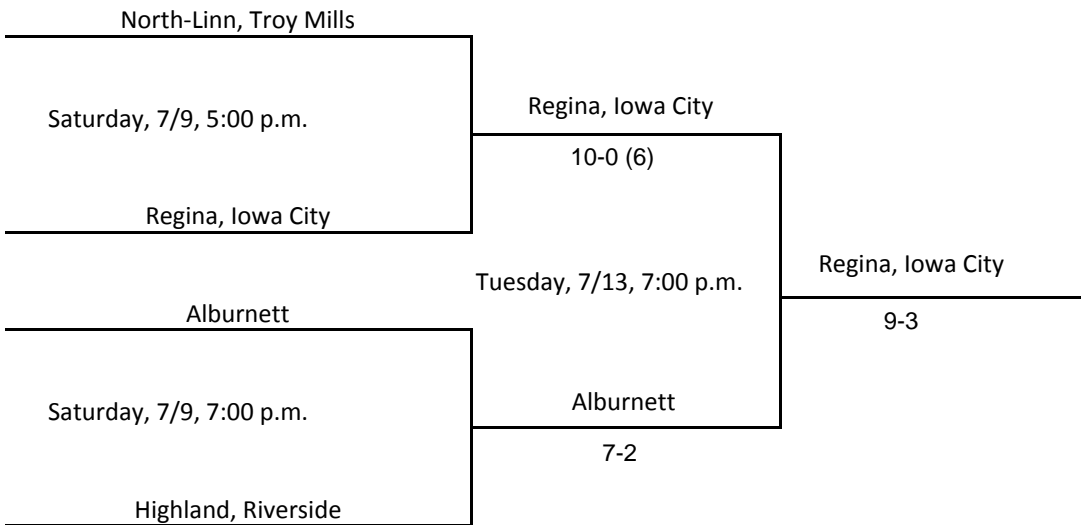 North-Linn, Troy Mills
Saturday, 7/9, 5:00 p.m.
Regina, Iowa City
10-0 (6)
Regina, Iowa City
Tuesday, 7/13, 7:00 p.m.
Regina, Iowa City
9-3
Alburnett
Saturday, 7/9, 7:00 p.m.
Alburnett
7-2
Highland, Riverside